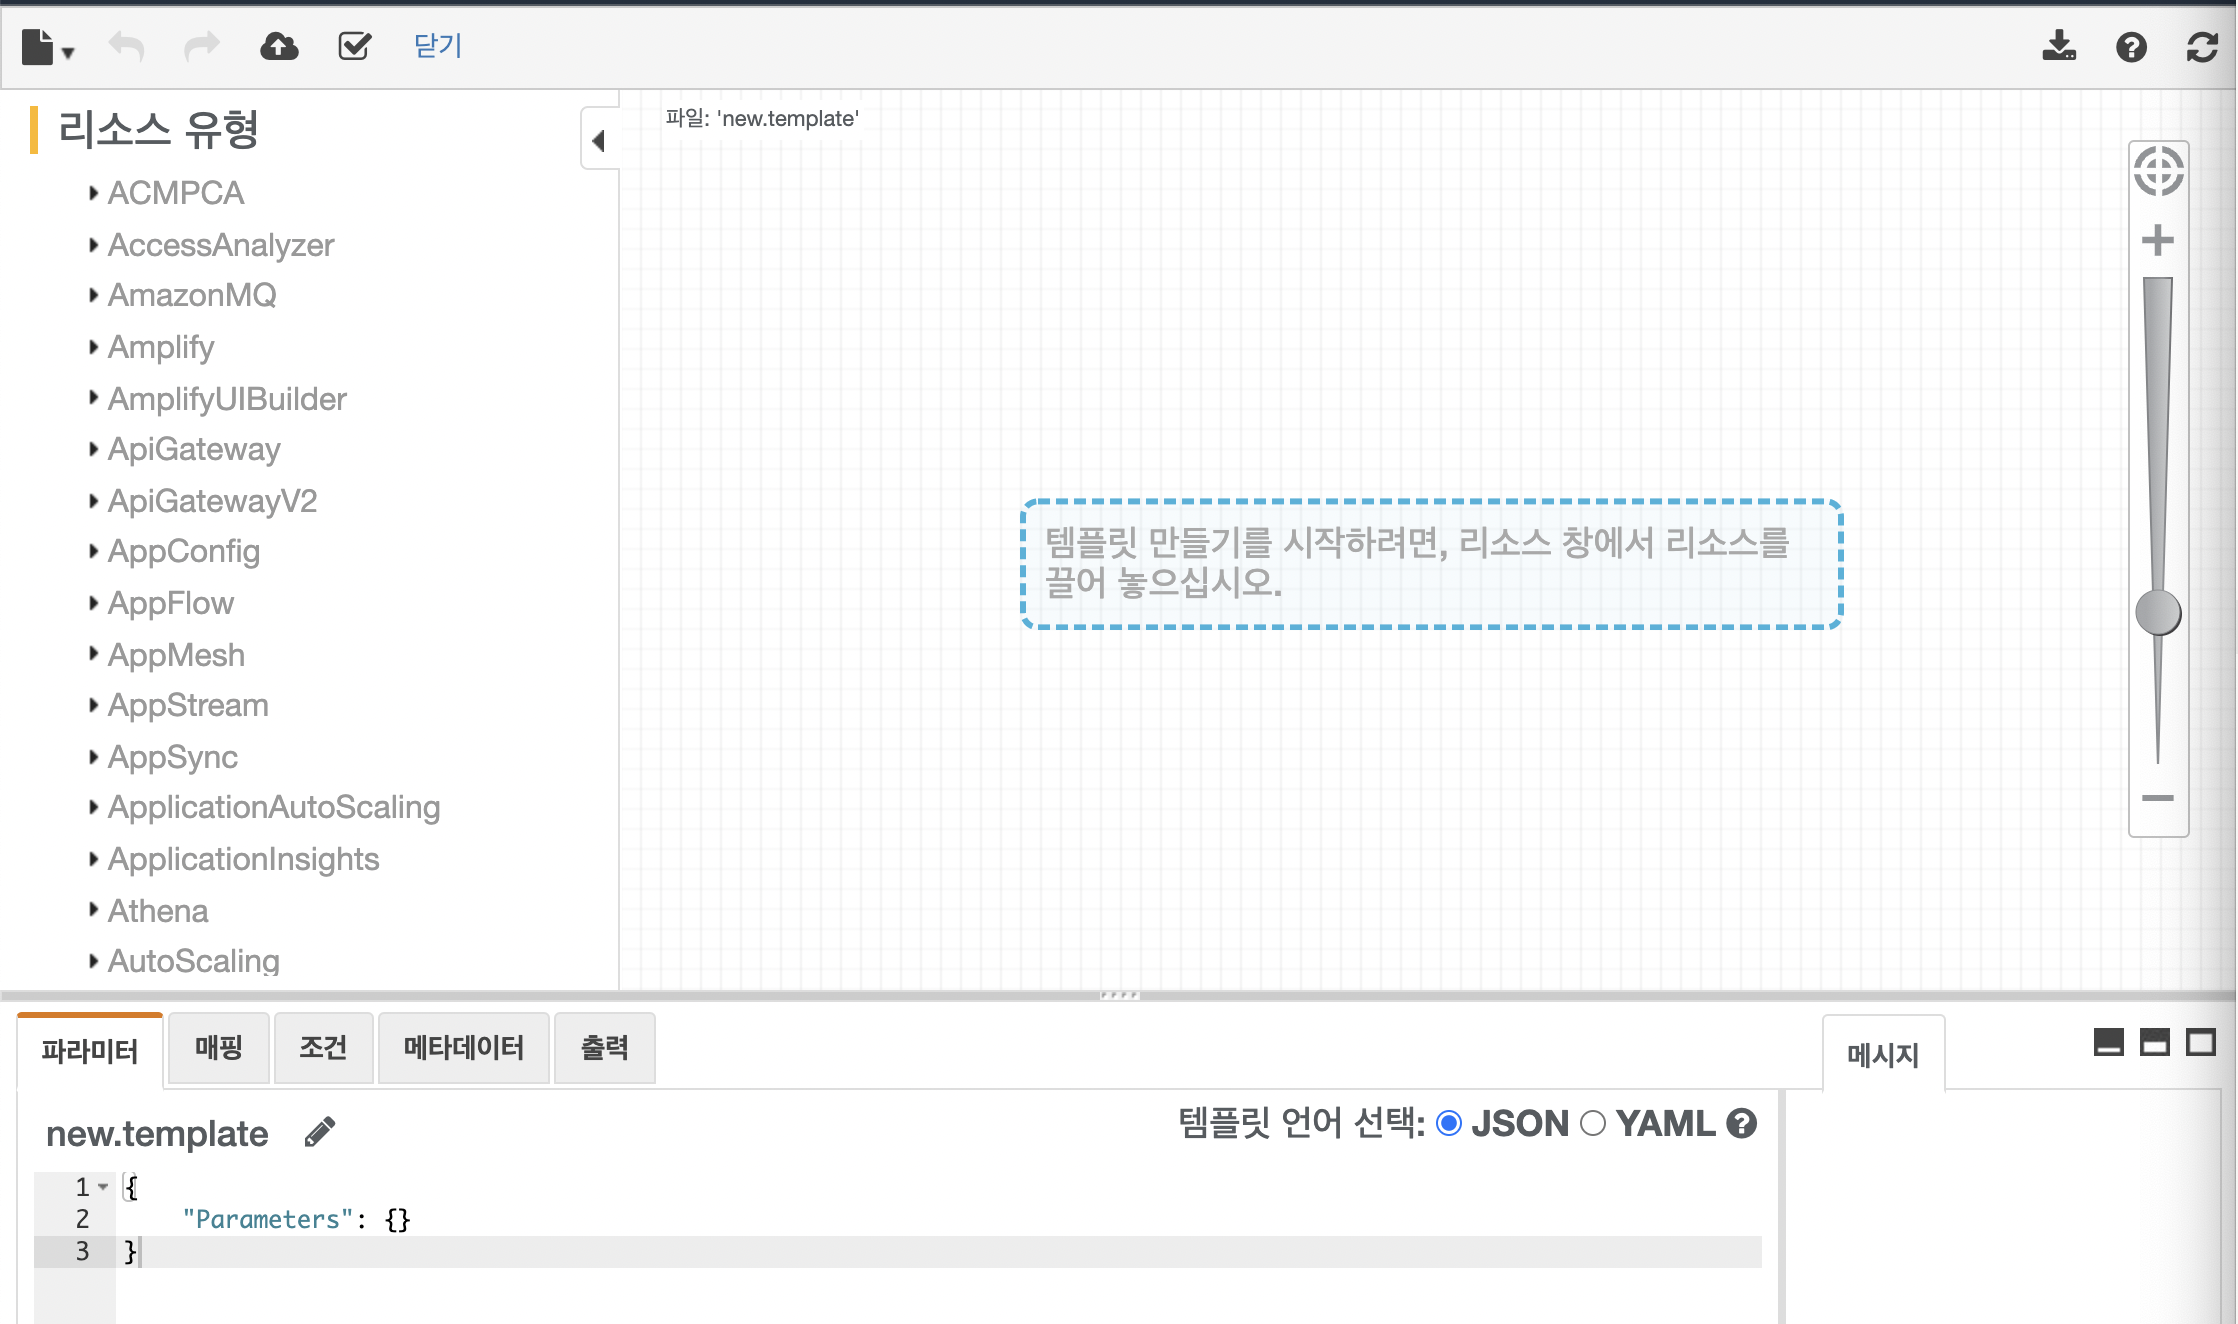 닫기
리소스 유형
ACMPCA
AccessAnalyzer
AmazonMQ
Amplify
AmplifyUIBuilder
ApiGateway
ApiGatewayV2
AppConfig
AppFlow
AppMesh
AppStream
AppSync
ApplicationAutoScaling
ApplicationInsights
Athena
AutoScaling
파일: 'new.template'
템플릿 만들기를 시작하려면, 리소스 창에서 리소스를
끌어 놓으십시오.
파라미터 매핑 조건 메타데이터 출력
메시지
new.template
템플릿 언어 선택: JSON YAML
1 {
2 "Parameters": {}
3 }